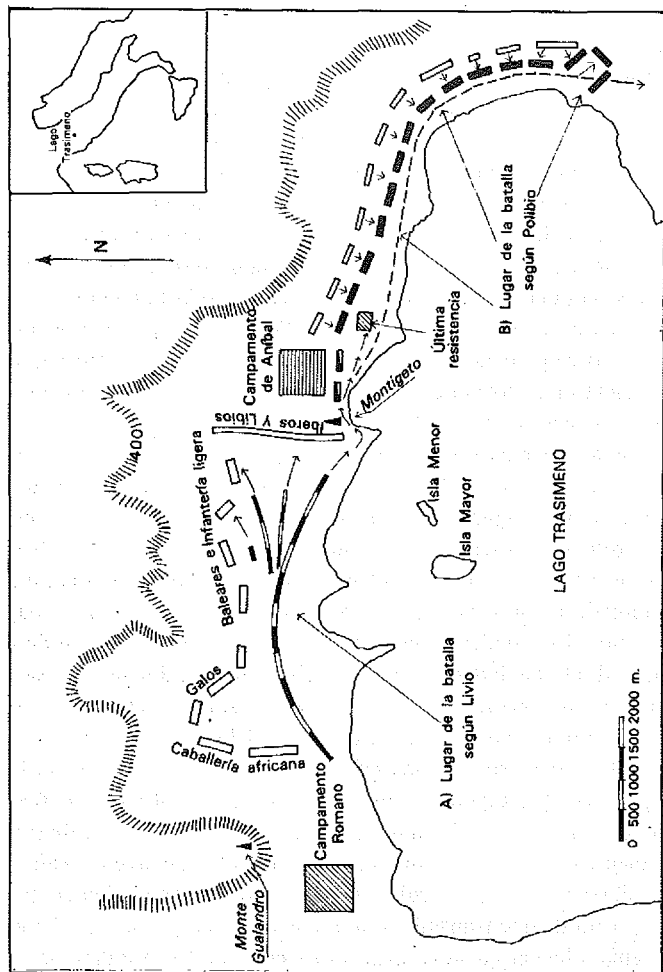 Lago
Trasimeno
N
400
Monte
Gualandro
Caballería africana
Galos
Baleares e Infantería ligera
Iberos Y Libios
Campamento
de Aníbal
Campamento
Romano
Montigeto
Última
resistencia
A) Lugar de la batalla
según Livio
B) Lugar de la batalla
según Polibio
Isla Menor
Isla Mayor
LAGO TRASIMENO
0 500 1000 1500 2000 m.